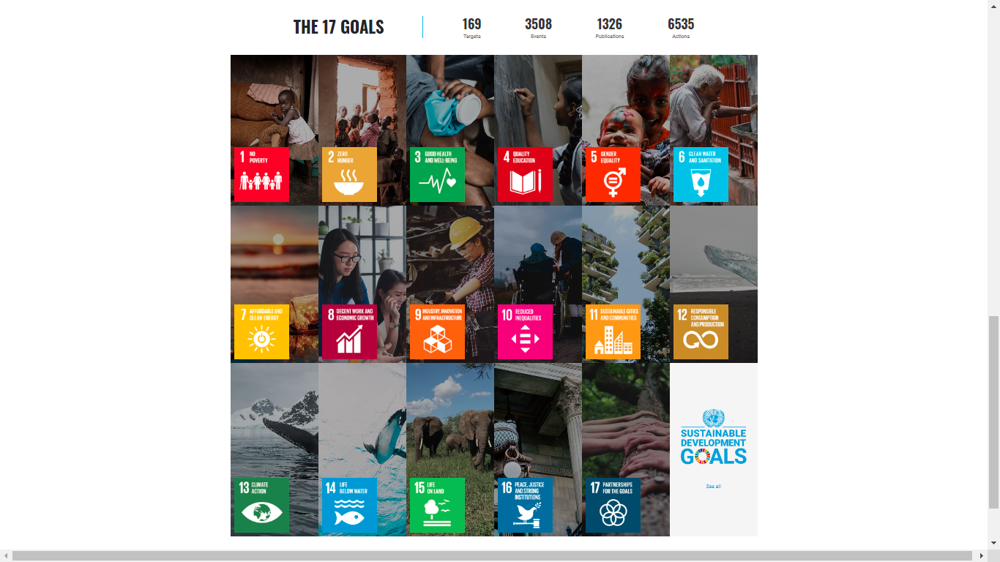 THE 17 GOALS
169
Targets
3508
Events
1326
Publications
6535
Actions
1 NO
POVERTY
2 ZERO
HUNGER
3 GOOD HEALTH
AND WELL-BEING
4 QUALITY
EDUCATION
5 GENDER
EQUALITY
6 CLEAN WATER
AND SANITATION
7 AFFORDABLE AND
CLEAN ENERGY
8 DECENT WORK AND
ECONOMIC GROWTH
9 INDUSTRY, INNOVATION
AND INFRASTRUCTURE
10 REDUCED
INEQUALITIES
11 SUSTAINABLE CITIES
AND COMMUNITIES
12 RESPONSIBLE
CONSUMPTION
AND PRODUCTION
13 CLIMATE
ACTION
14 LIFE
BELOW WATER
15 LIFE
ON LAND
16 PEACE, JUSTICE
AND STRONG
INSTITUTIONS
17 PARTNERSHIPS
FOR THE GOALS
SUSTAINABLE
DEVELOPMENT
GOALS
See all